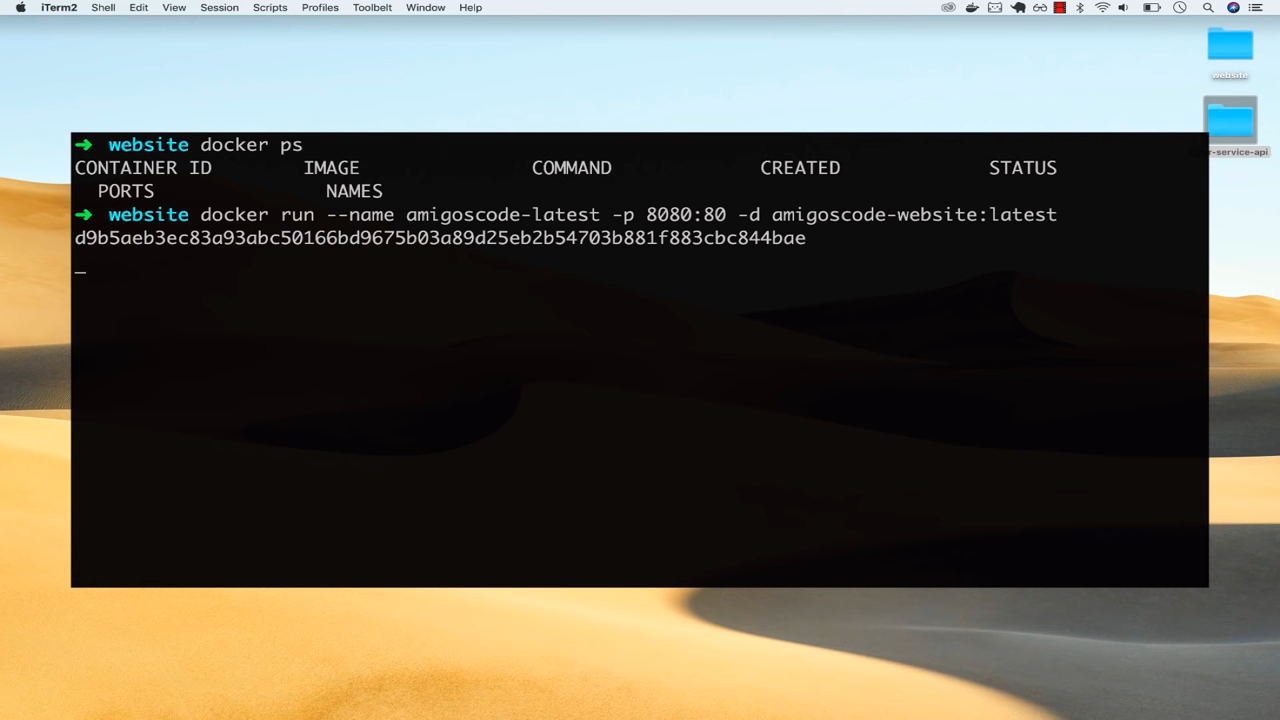 iTerm2 Shell Edit View Session Scripts Profiles Toolbelt Window Help
website
r-service-api
➜ website docker ps
CONTAINER ID IMAGE COMMAND CREATED STATUS
PORTS NAMES
➜ website docker run --name amigoscode-latest -p 8080:80 -d amigoscode-website:latest
d9b5aeb3ec83a93abc50166bd9675b03a89d25eb2b54703b881f883cbc844bae
_